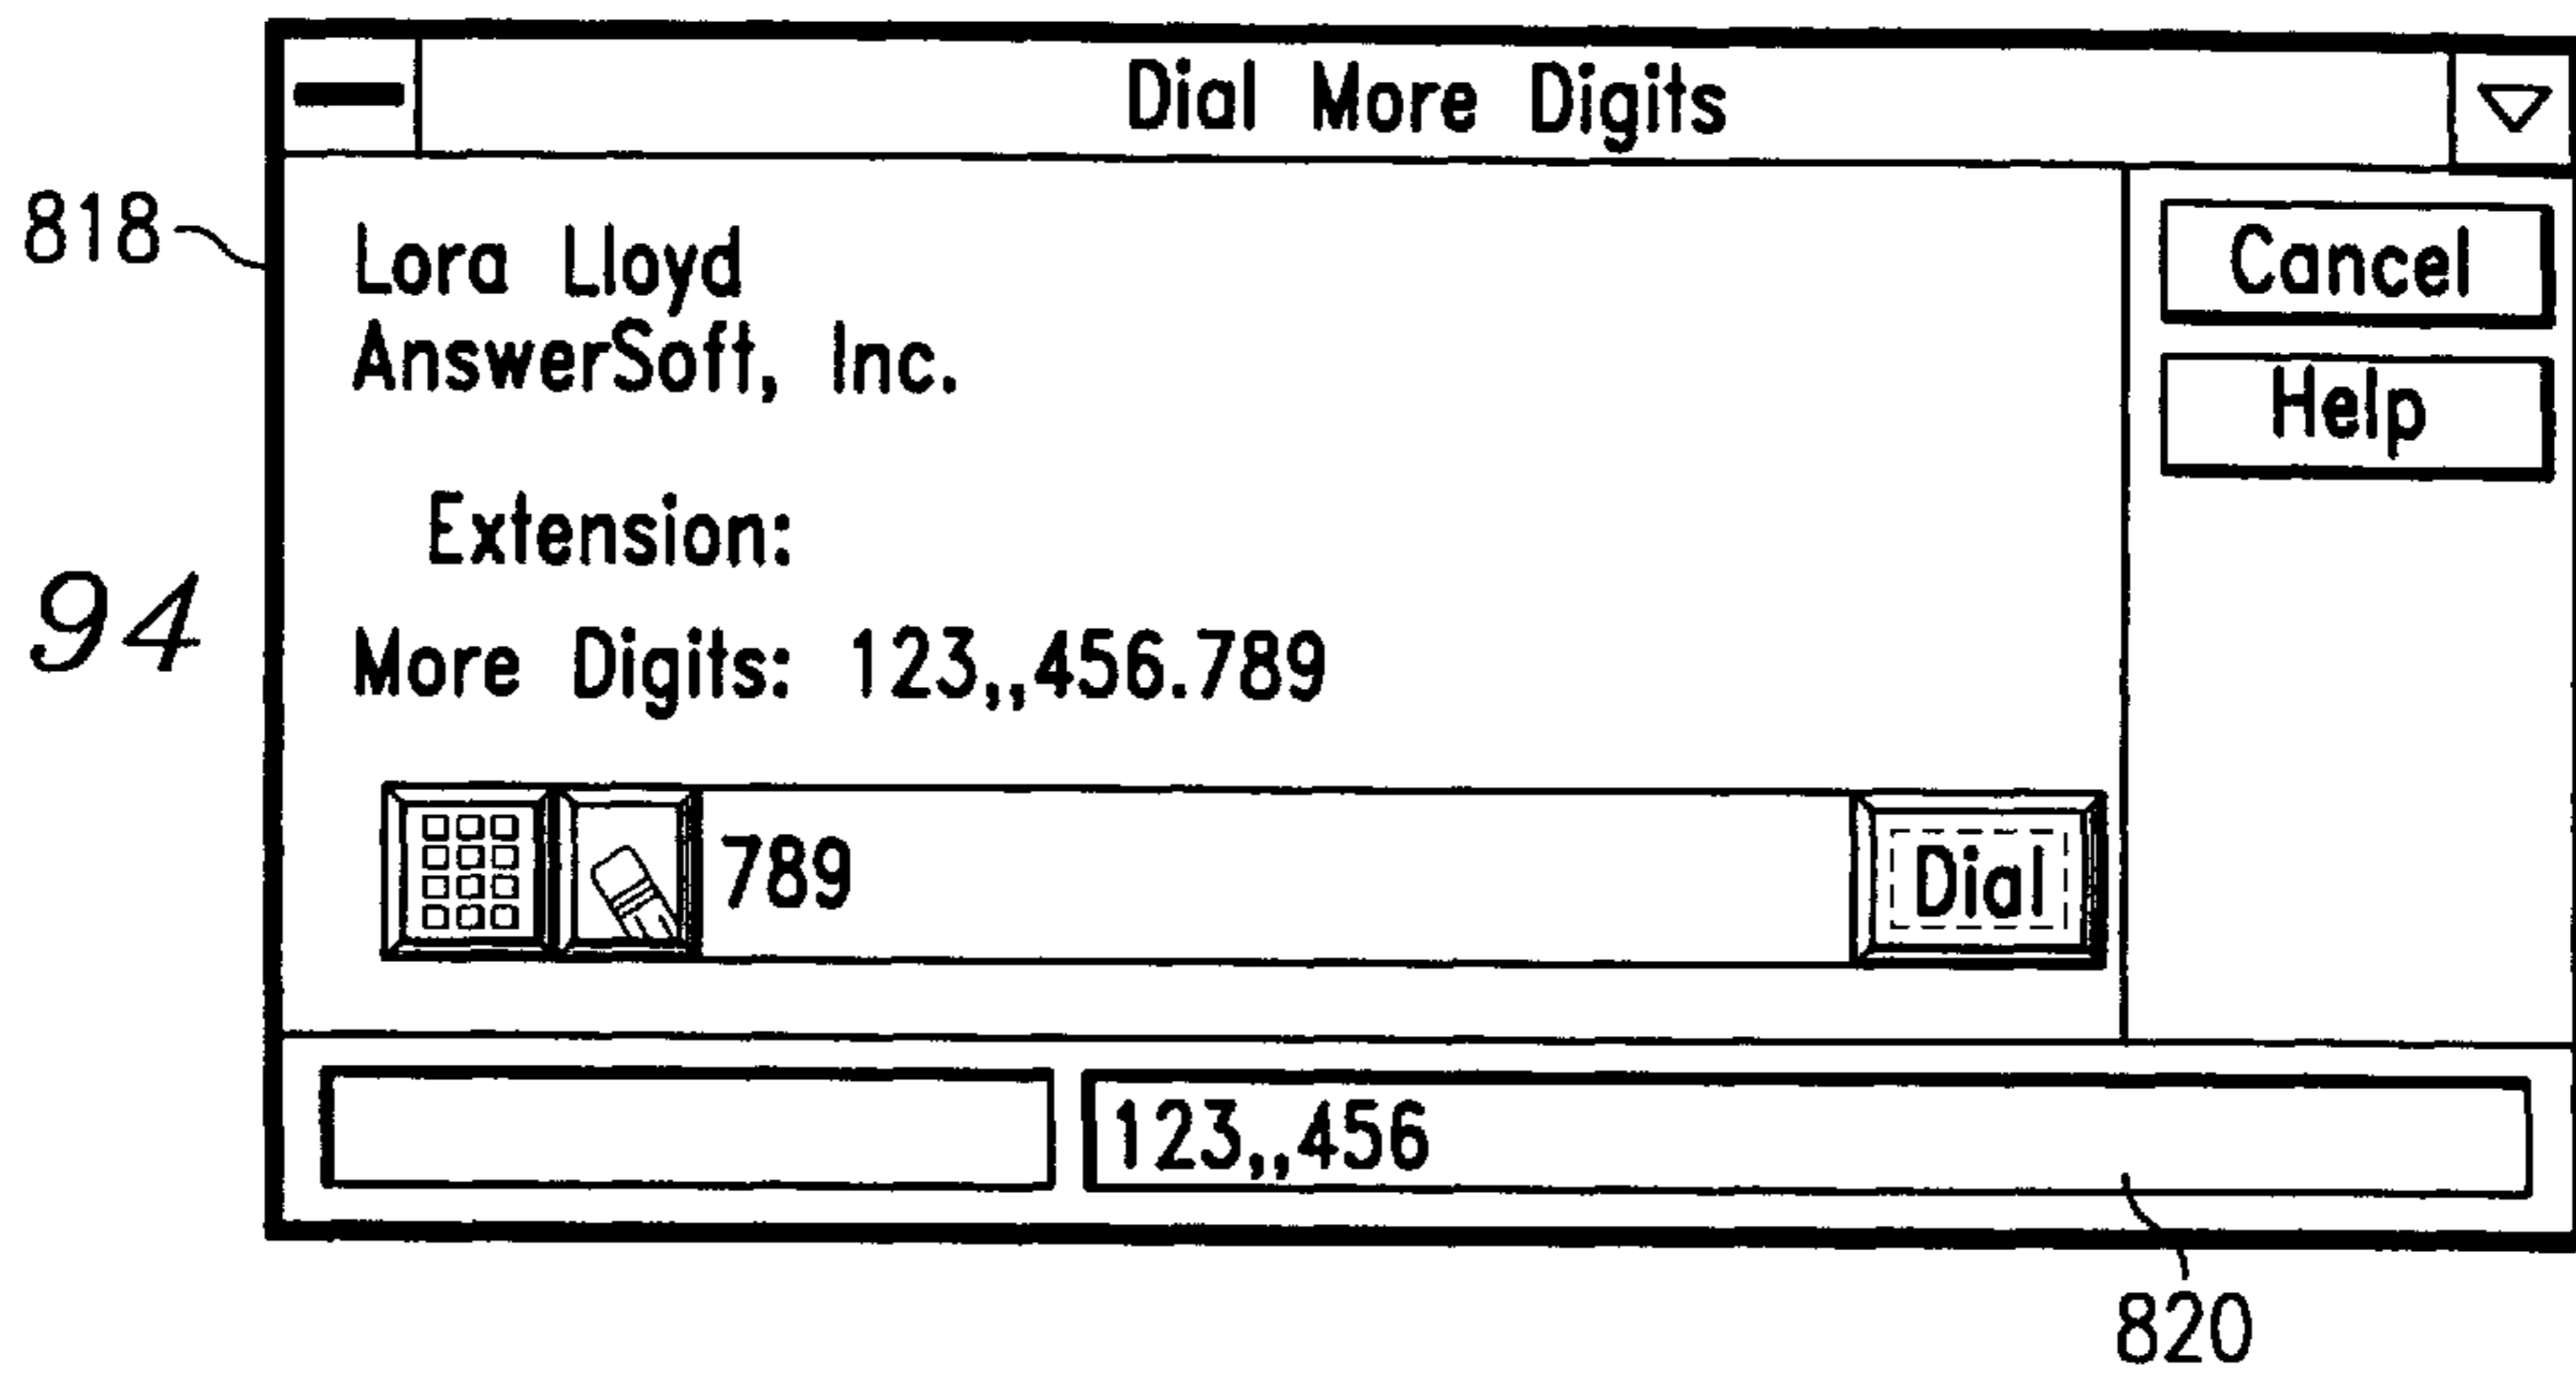 Dial More Digits
818
Lora Lloyd
Cancel
AnswerSoft, Inc.
Help
Extension:
94
More Digits: 123,,456.789
789
Dial
123,,456
820